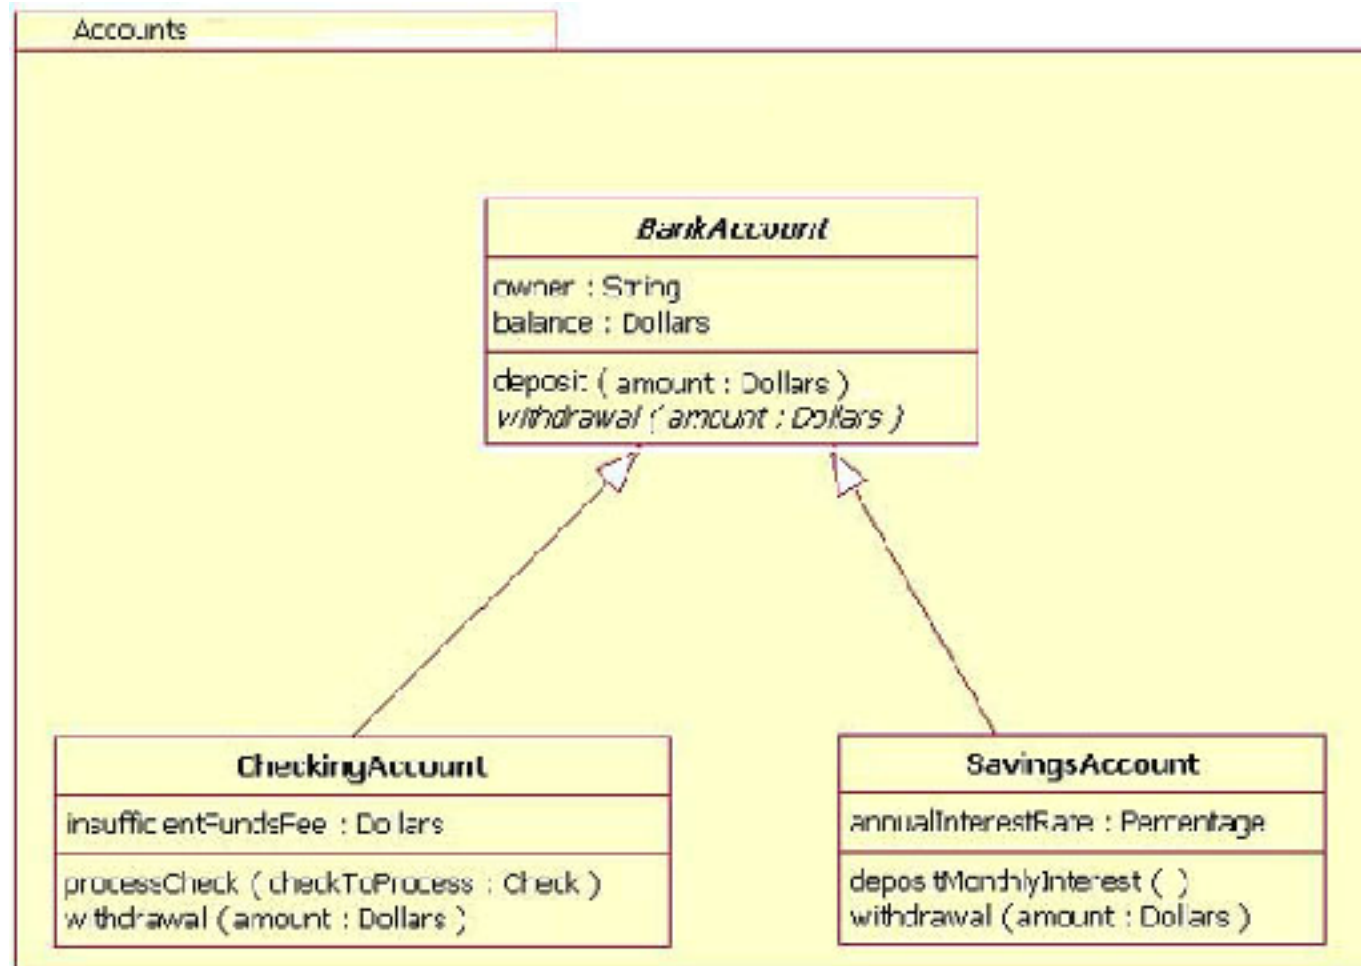 Accounts
BankAccount
owner : String
balance : Dollars
deposit ( amount : Dollars )
withdrawal ( amount : Dollars )
CheckingAccount
insufficientFundsFee : Dollars
processCheck ( checkToProcess : Check )
withdrawal ( amount : Dollars )
SavingsAccount
annualInterestRate : Percentage
depositMonthlyInterest ( )
withdrawal ( amount : Dollars )